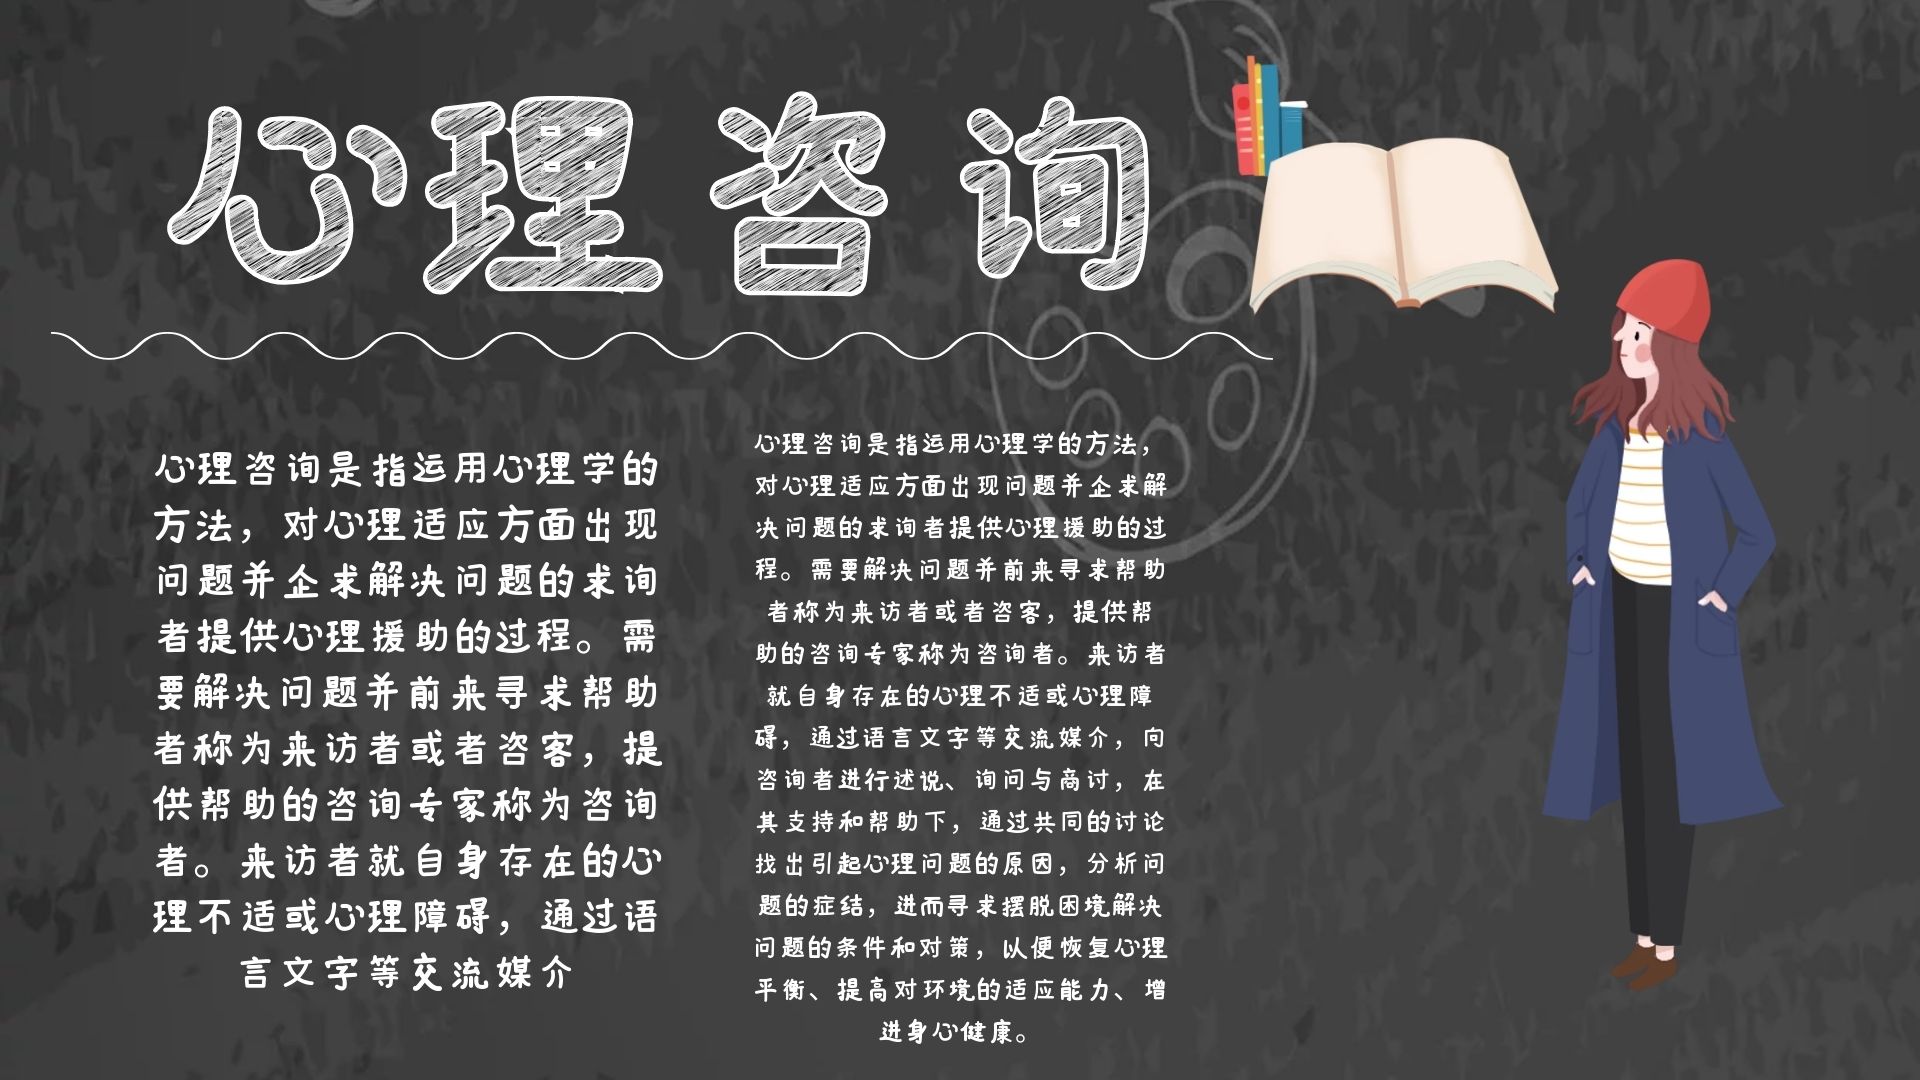 心理咨询
心理咨询是指运用心理学的
方法，对心理适应方面出现
问题并企求解决问题的求询
者提供心理援助的过程。需
要解决问题并前来寻求帮助
者称为来访者或者咨客，提
供帮助的咨询专家称为咨询
者。来访者就自身存在的心
理不适或心理障碍，通过语
言文字等交流媒介
心理咨询是指运用心理学的方法，
对心理适应方面出现问题并企求解
决问题的求询者提供心理援助的过
程。需要解决问题并前来寻求帮助
者称为来访者或者咨客，提供帮
助的咨询专家称为咨询者。来访者
就自身存在的心理不适或心理障
碍，通过语言文字等交流媒介，向
咨询者进行述说、询问与商讨，在
其支持和帮助下，通过共同的讨论
找出引起心理问题的原因，分析问
题的症结，进而寻求摆脱困境解决
问题的条件和对策，以便恢复心理
平衡、提高对环境的适应能力、增
进身心健康。